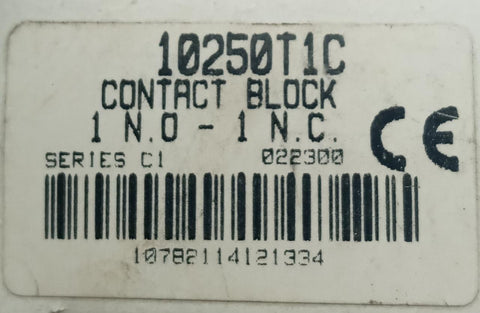 10250T1C
CONTACT BLOCK
1 N.O - 1 N.C.
CE
SERIES C1 022300
10782114121334